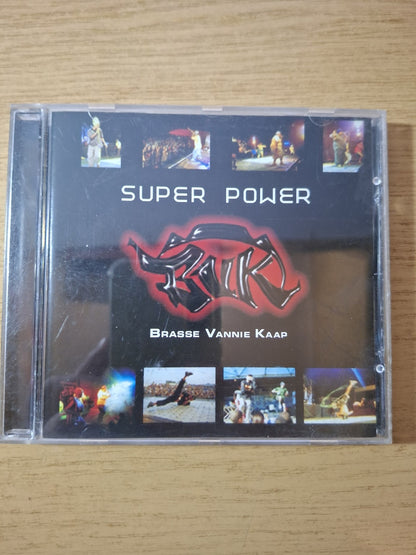 SUPER POWER
BVK
BRASSE VANNIE KAAP